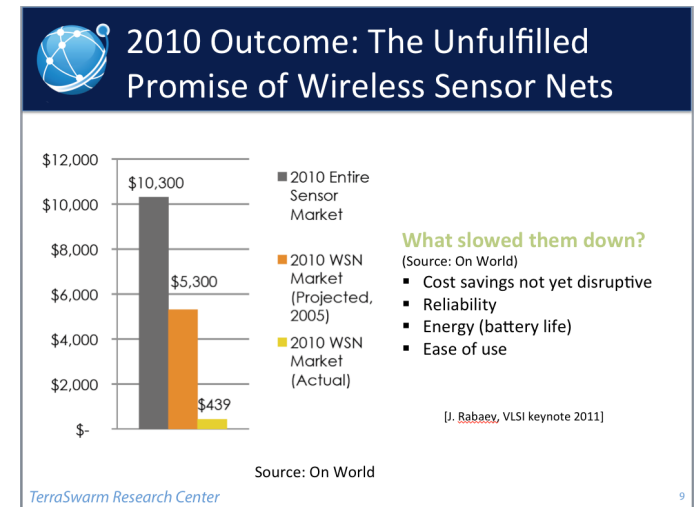 2010 Outcome: The Unfulfilled
Promise of Wireless Sensor Nets
$12,000
$10,000
$8,000
$6,000
$4,000
$2,000
$-
$10,300
$5,300
$439
2010 Entire
Sensor
Market
2010 WSN
Market
(Projected,
2005)
2010 WSN
Market
(Actual)
What slowed them down?
(Source: On World)
▪ Cost savings not yet disruptive
▪ Reliability
▪ Energy (battery life)
▪ Ease of use
[J. Rabaey, VLSI keynote 2011]
Source: On World
TerraSwarm Research Center
9